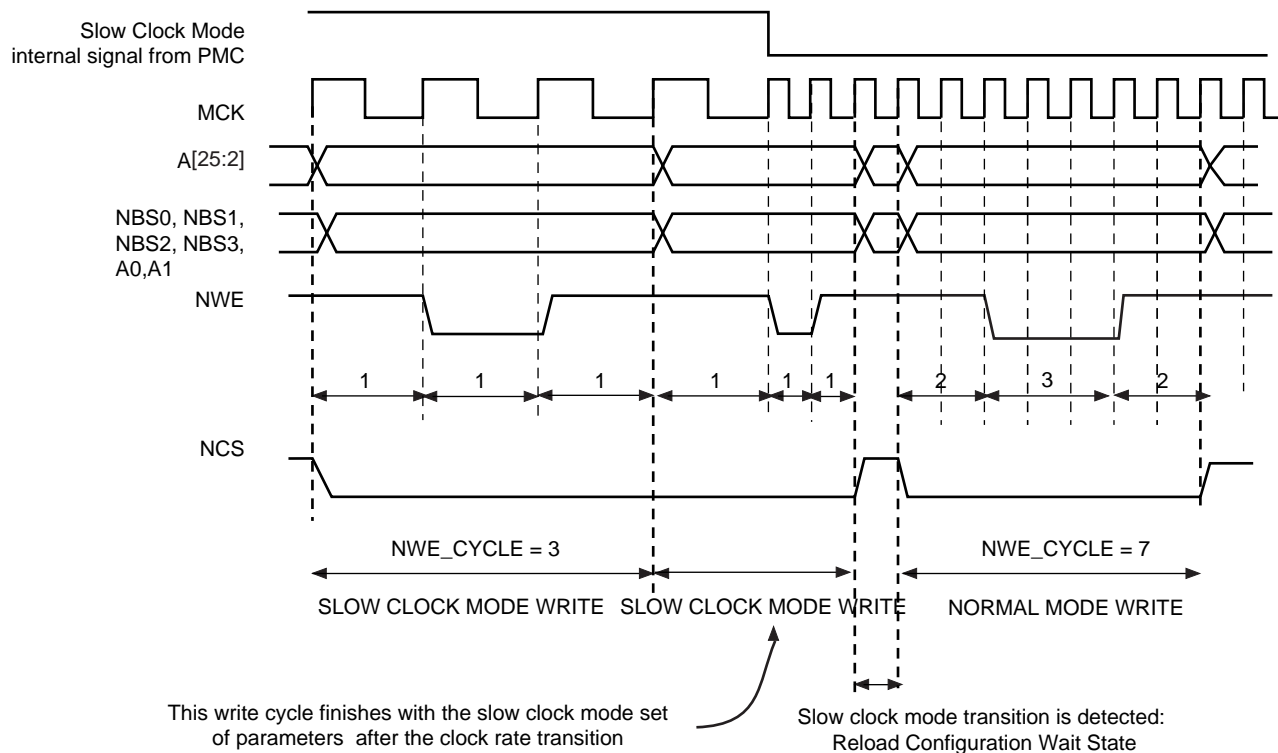 Slow Clock Mode
internal signal from PMC
MCK
A[25:2]
NBS0, NBS1,
NBS2, NBS3,
A0,A1
NWE
1 1 1 1 1 1 2 3 2
NCS
NWE_CYCLE = 3 NWE_CYCLE = 7
SLOW CLOCK MODE WRITE SLOW CLOCK MODE WRITE NORMAL MODE WRITE
This write cycle finishes with the slow clock mode set
of parameters after the clock rate transition
Slow clock mode transition is detected:
Reload Configuration Wait State